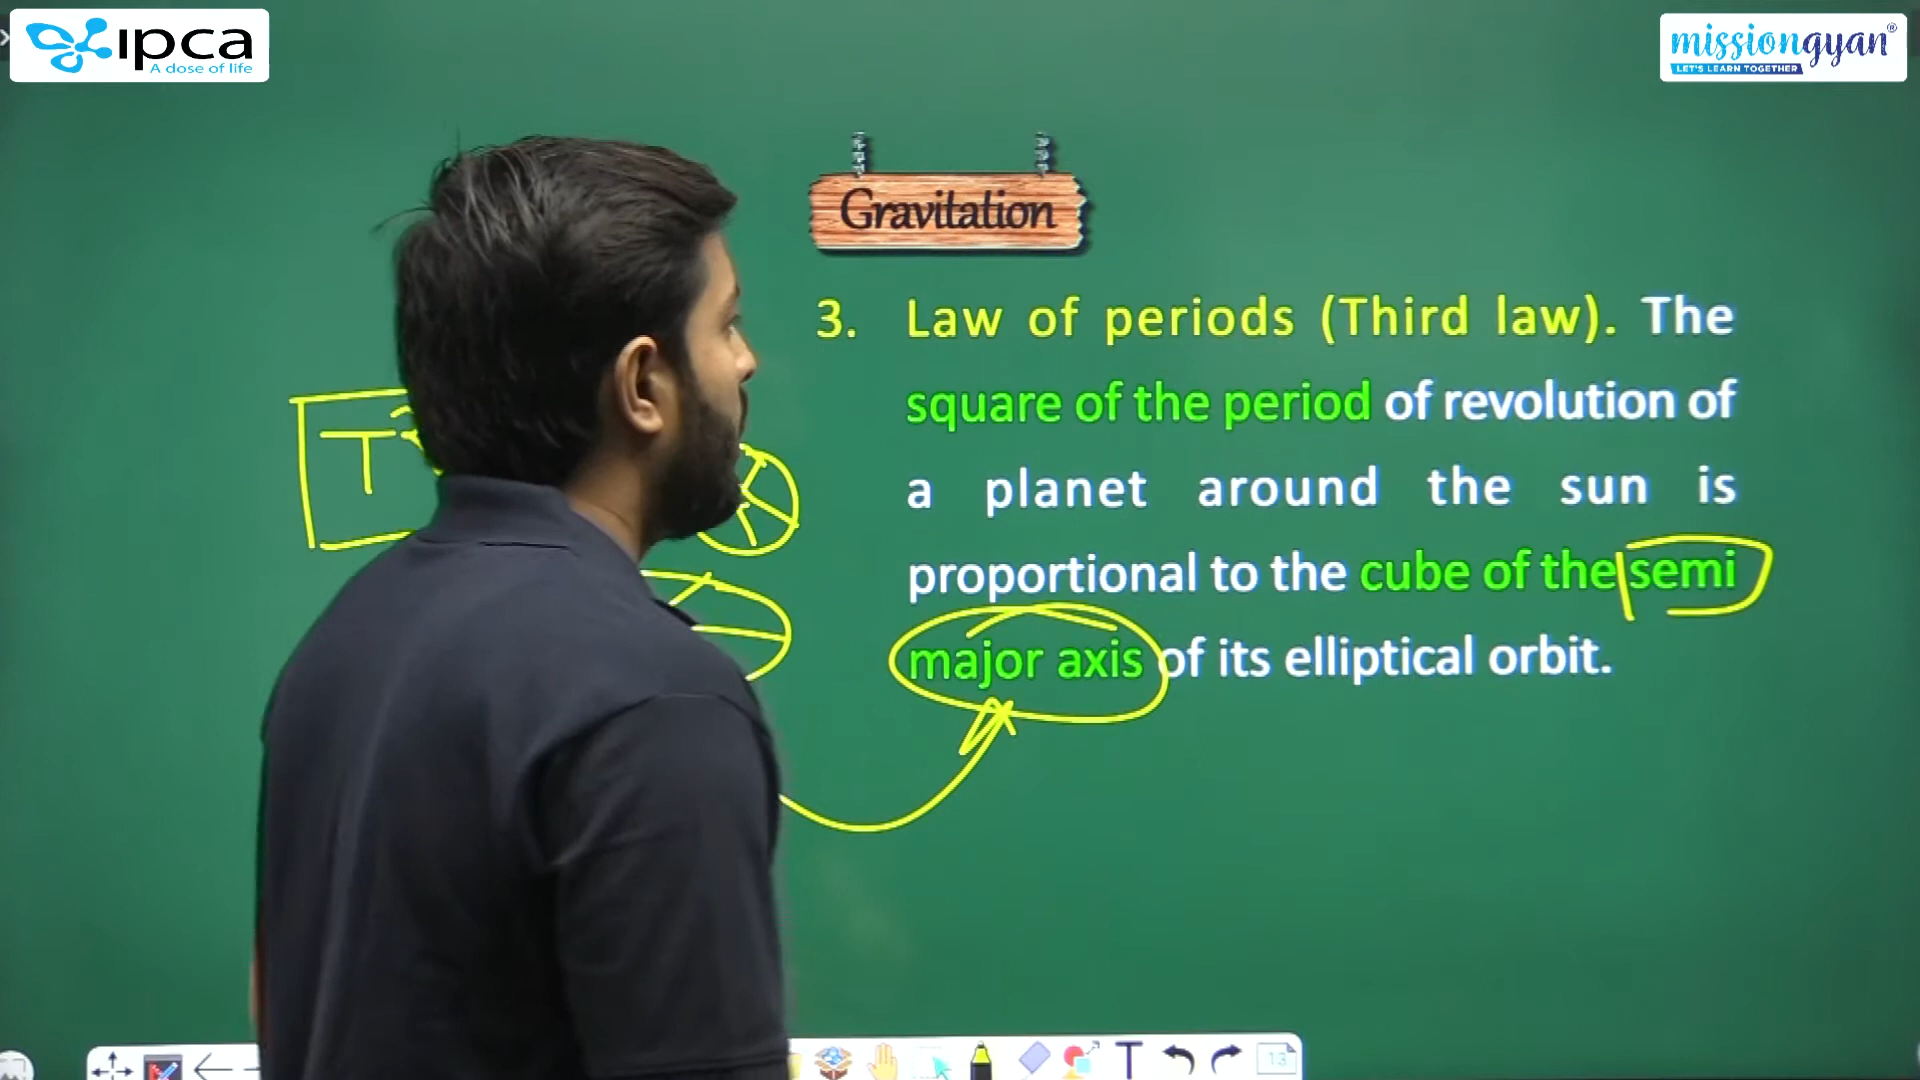 ipca
A dose of life
missiongyan®
LET'S LEARN TOGETHER
Gravitation
3. Law of periods (Third law). The
square of the period of revolution of
a planet around the sun is
proportional to the cube of the semi
major axis of its elliptical orbit.
T
T
13